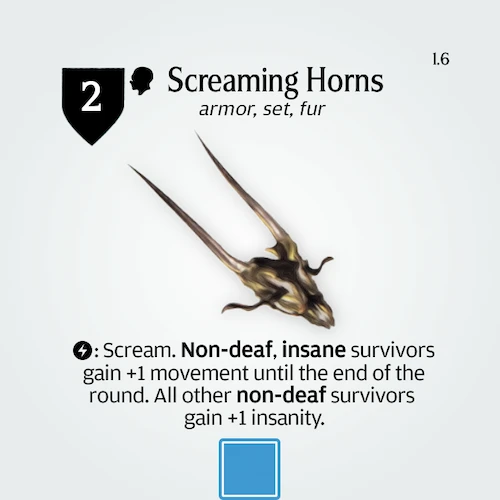 1.6
2 Screaming Horns
armor, set, fur
: Scream. Non-deaf, insane survivors
gain +1 movement until the end of the
round. All other non-deaf survivors
gain +1 insanity.